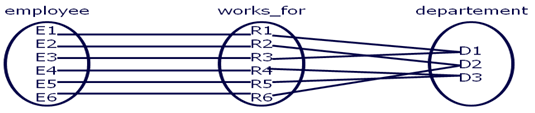 employee works_for departement
E1 R1
E2 R2
E3 R3 D1
E4 R4 D2
E5 R5 D3
E6 R6